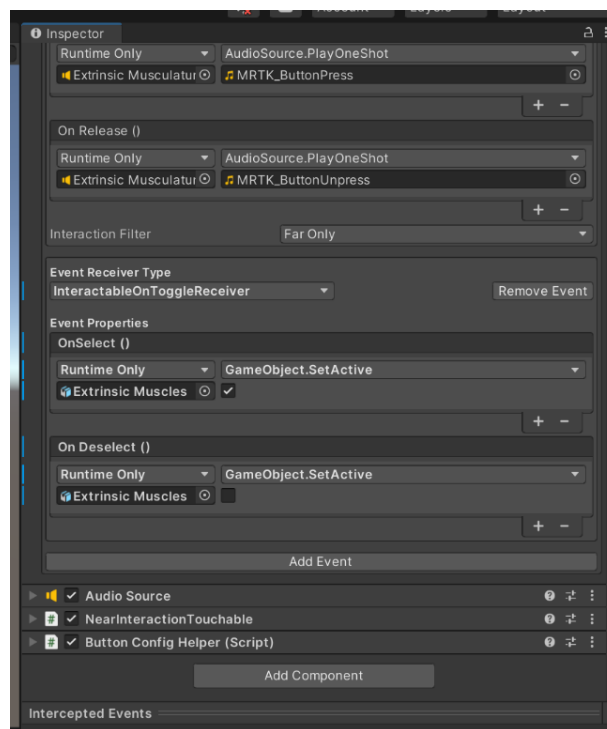 Account
Layers
Layout
Inspector
Runtime Only AudioSource.PlayOneShot
Extrinsic Musculatur MRTK_ButtonPress
+ −
On Release ()
Runtime Only AudioSource.PlayOneShot
Extrinsic Musculatur MRTK_ButtonUnpress
+ −
Interaction Filter Far Only
Event Receiver Type
InteractableOnToggleReceiver Remove Event
Event Properties
OnSelect ()
Runtime Only GameObject.SetActive
Extrinsic Muscles
+ −
On Deselect ()
Runtime Only GameObject.SetActive
Extrinsic Muscles
+ −
Add Event
Audio Source
# NearInteractionTouchable
# Button Config Helper (Script)
Add Component
Intercepted Events